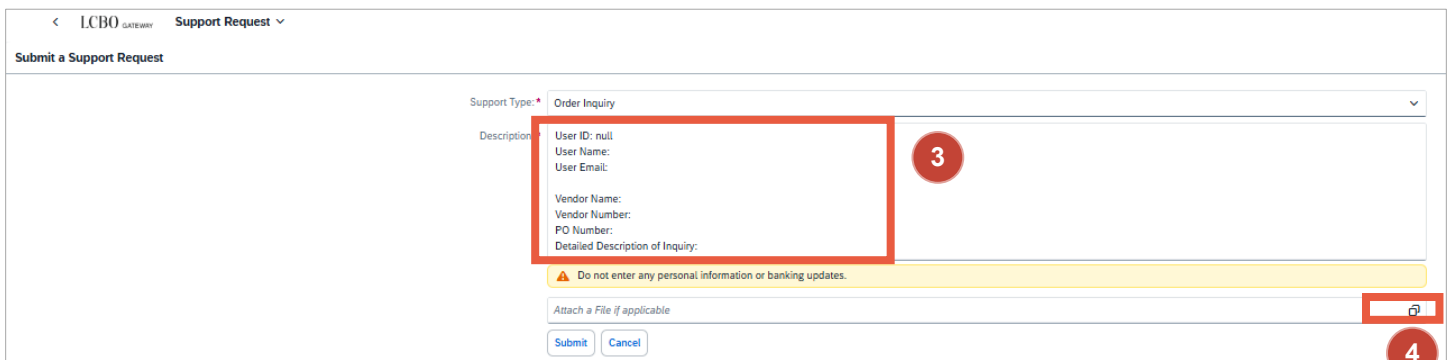 < LCBO GATEWAY Support Request
Submit a Support Request
Support Type:* Order Inquiry
Description:*
User ID: null
User Name:
User Email:
Vendor Name:
Vendor Number:
PO Number:
Detailed Description of Inquiry:
3
Do not enter any personal information or banking updates.
Attach a File if applicable
Submit Cancel
4